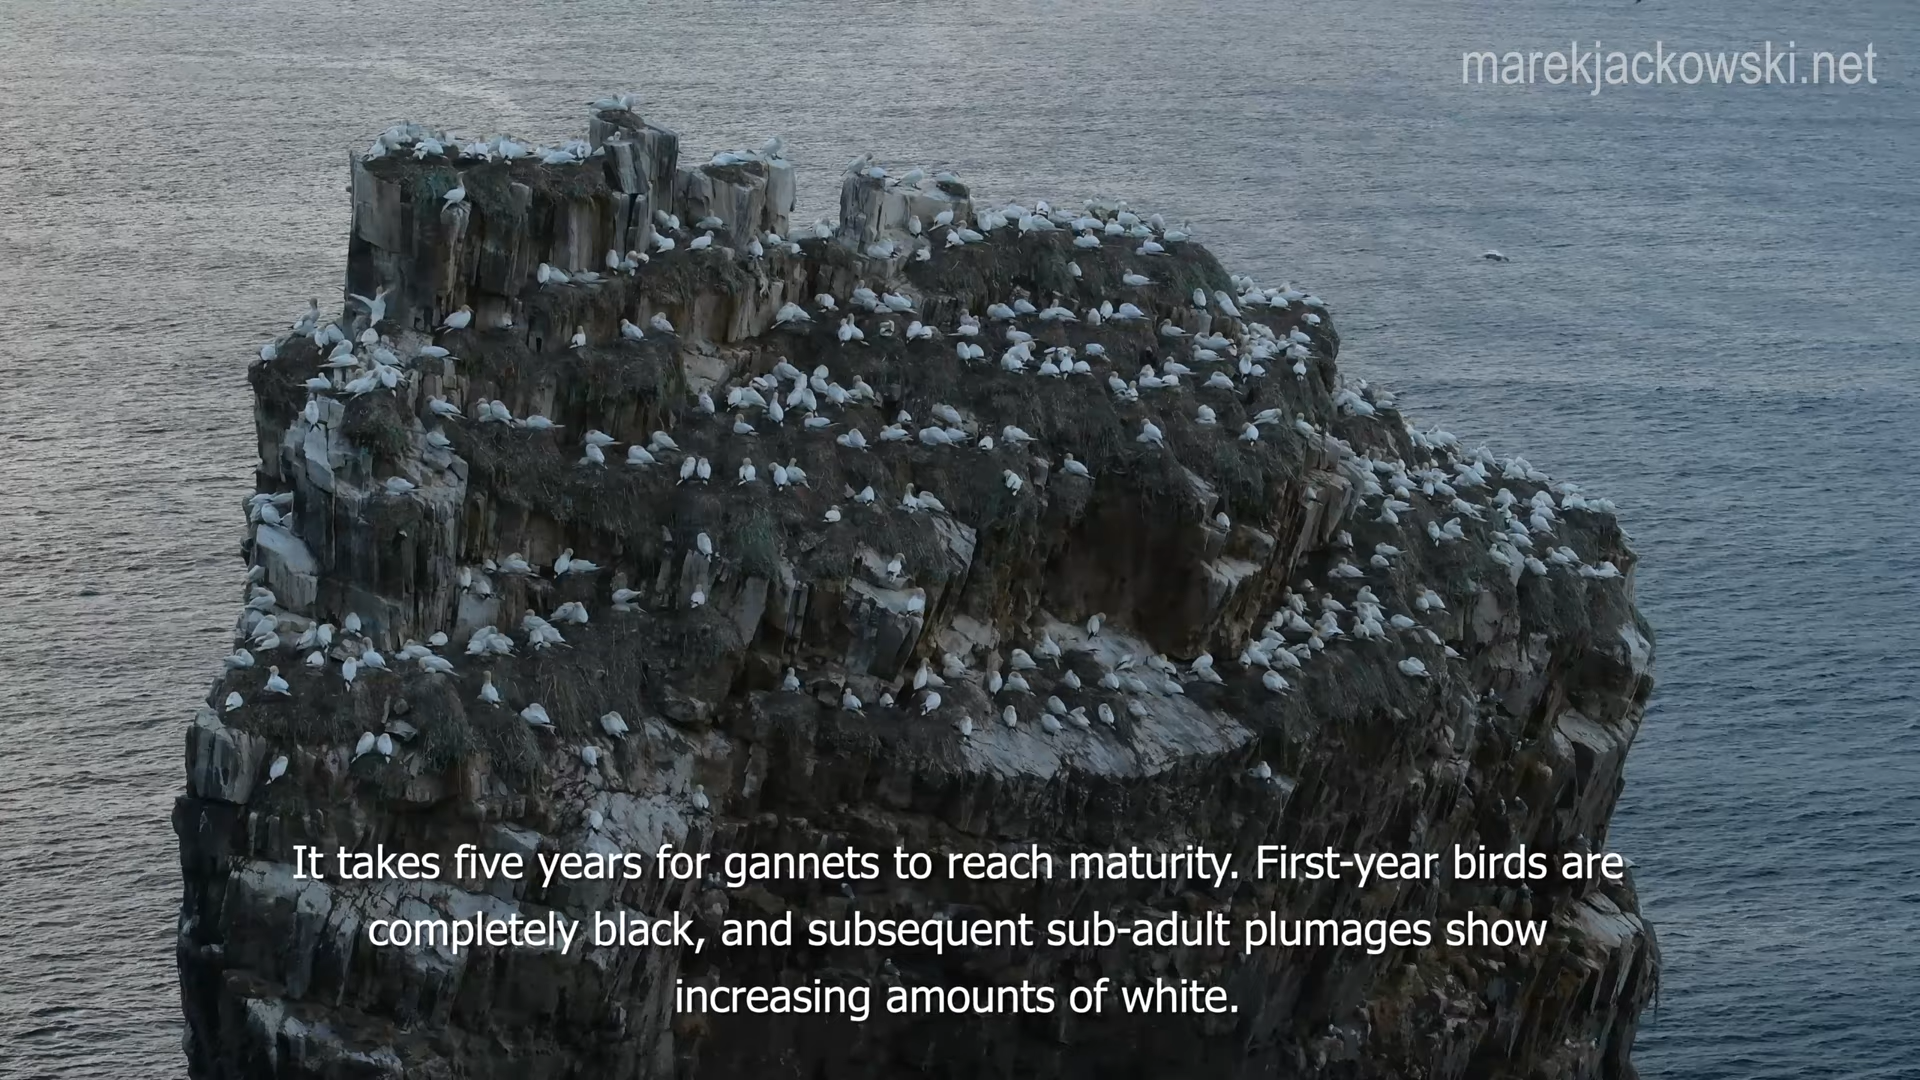 marekjackowski.net
It takes five years for gannets to reach maturity. First-year birds are
completely black, and subsequent sub-adult plumages show
increasing amounts of white.